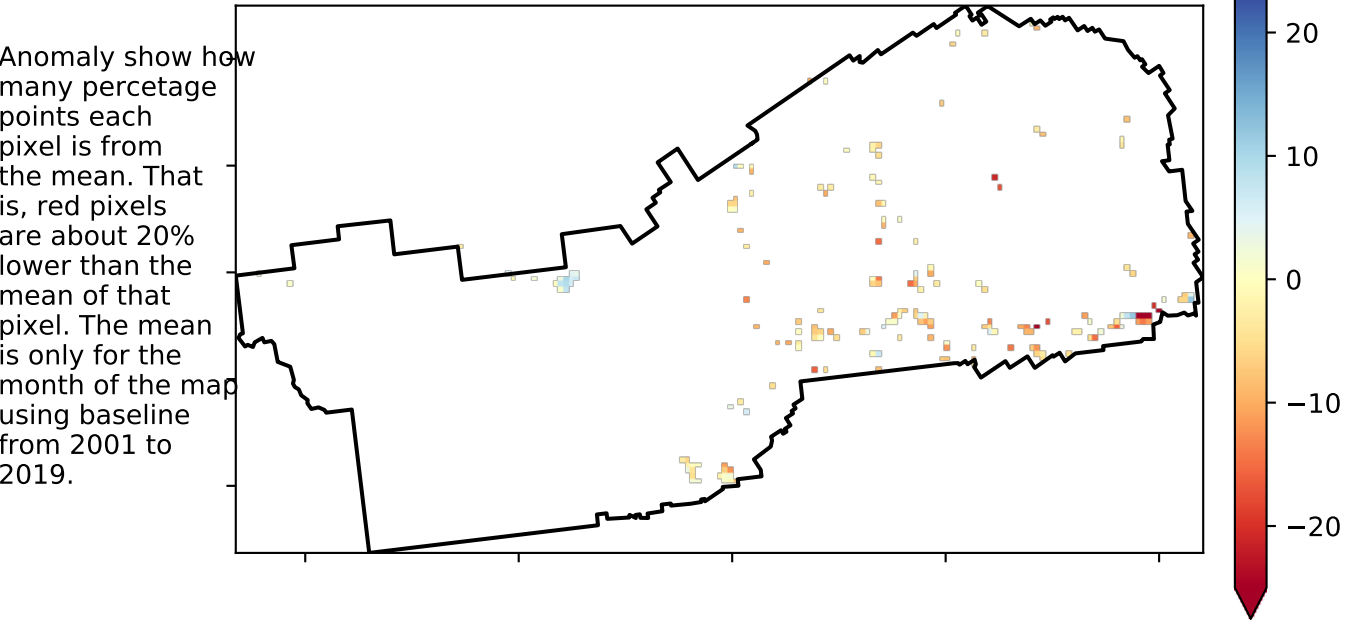 Anomaly show how
many percetage
points each
pixel is from
the mean. That
is, red pixels
are about 20%
lower than the
mean of that
pixel. The mean
is only for the
month of the map
using baseline
from 2001 to
2019.
20
10
0
−10
−20